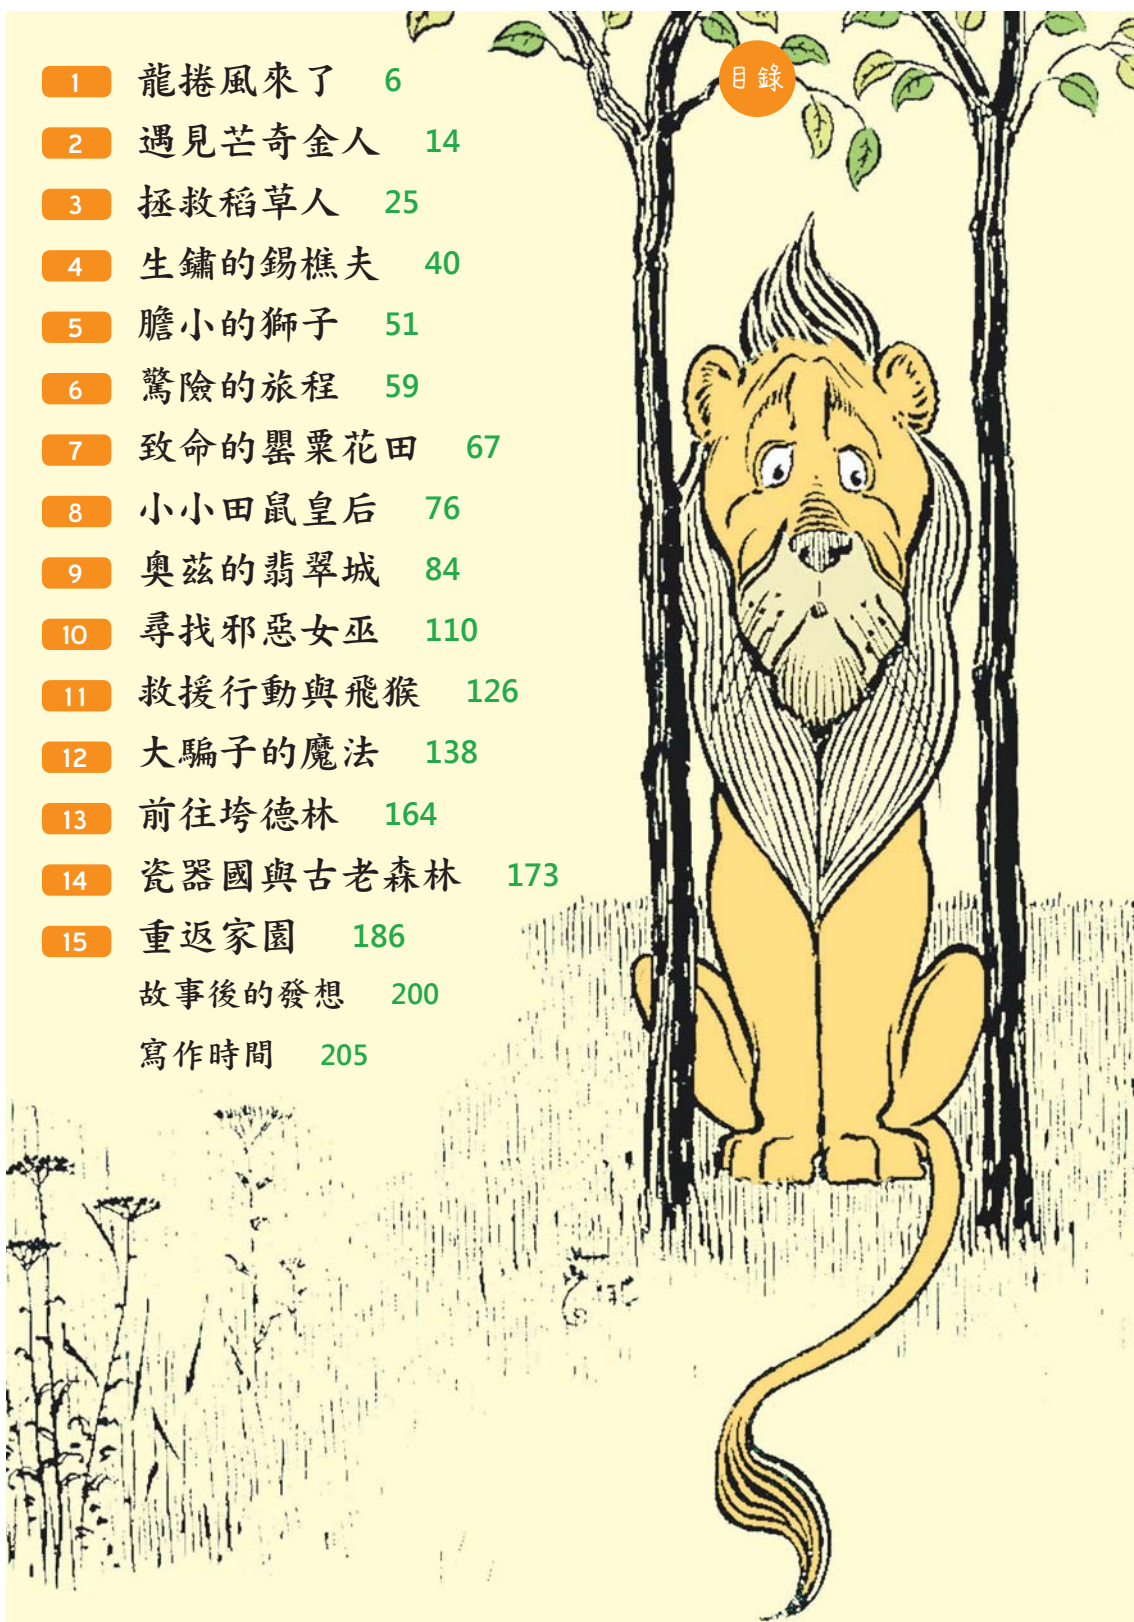 目錄
1 龍捲風來了 6
2 遇見芒奇金人 14
3 拯救稻草人 25
4 生鏽的錫樵夫 40
5 膽小的獅子 51
6 驚險的旅程 59
7 致命的罌粟花田 67
8 小小田鼠皇后 76
9 奧茲的翡翠城 84
10 尋找邪惡女巫 110
11 救援行動與飛猴 126
12 大騙子的魔法 138
13 前往垮德林 164
14 瓷器國與古老森林 173
15 重返家園 186
故事後的發想 200
寫作時間 205